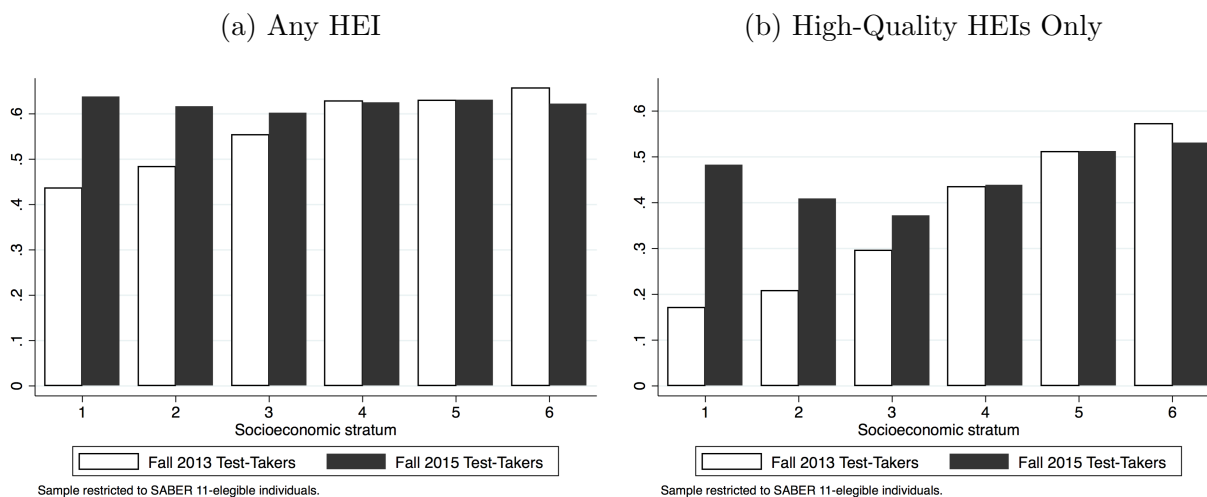 (a) Any HEI
.6
.5
.4
.3
.2
.1
0
1 2 3 4 5 6
Socioeconomic stratum
Fall 2013 Test-Takers Fall 2015 Test-Takers
Sample restricted to SABER 11-elegible individuals.
(b) High-Quality HEIs Only
.6
.5
.4
.3
.2
.1
0
1 2 3 4 5 6
Socioeconomic stratum
Fall 2013 Test-Takers Fall 2015 Test-Takers
Sample restricted to SABER 11-elegible individuals.